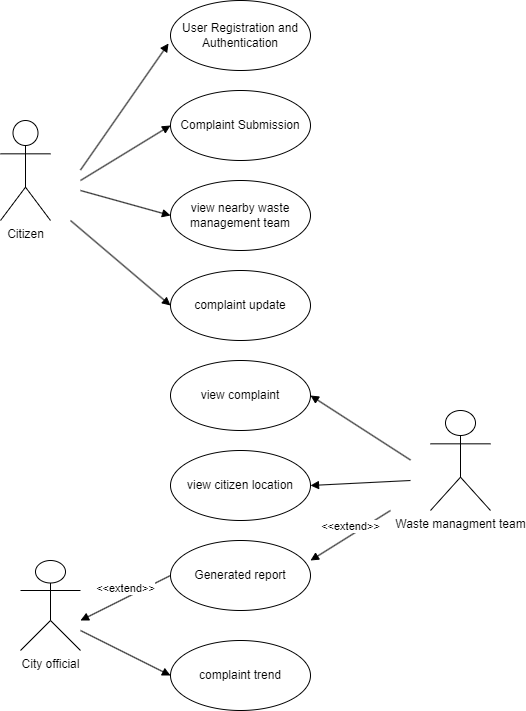 User Registration and
Authentication
Complaint Submission
Citizen
view nearby waste
management team
complaint update
view complaint
view citizen location
Waste managment team
<<extend>>
Generated report
<<extend>>
City official
complaint trend